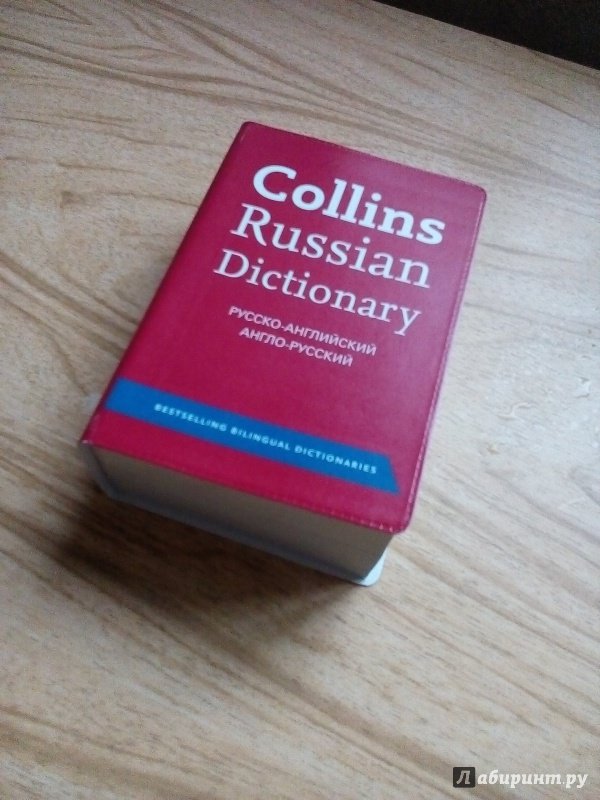 Collins
Russian
Dictionary
РУССКО-АНГЛИЙСКИЙ
АНГЛО-РУССКИЙ
BESTSELLING BILINGUAL DICTIONARIES
Лабиринт.ру